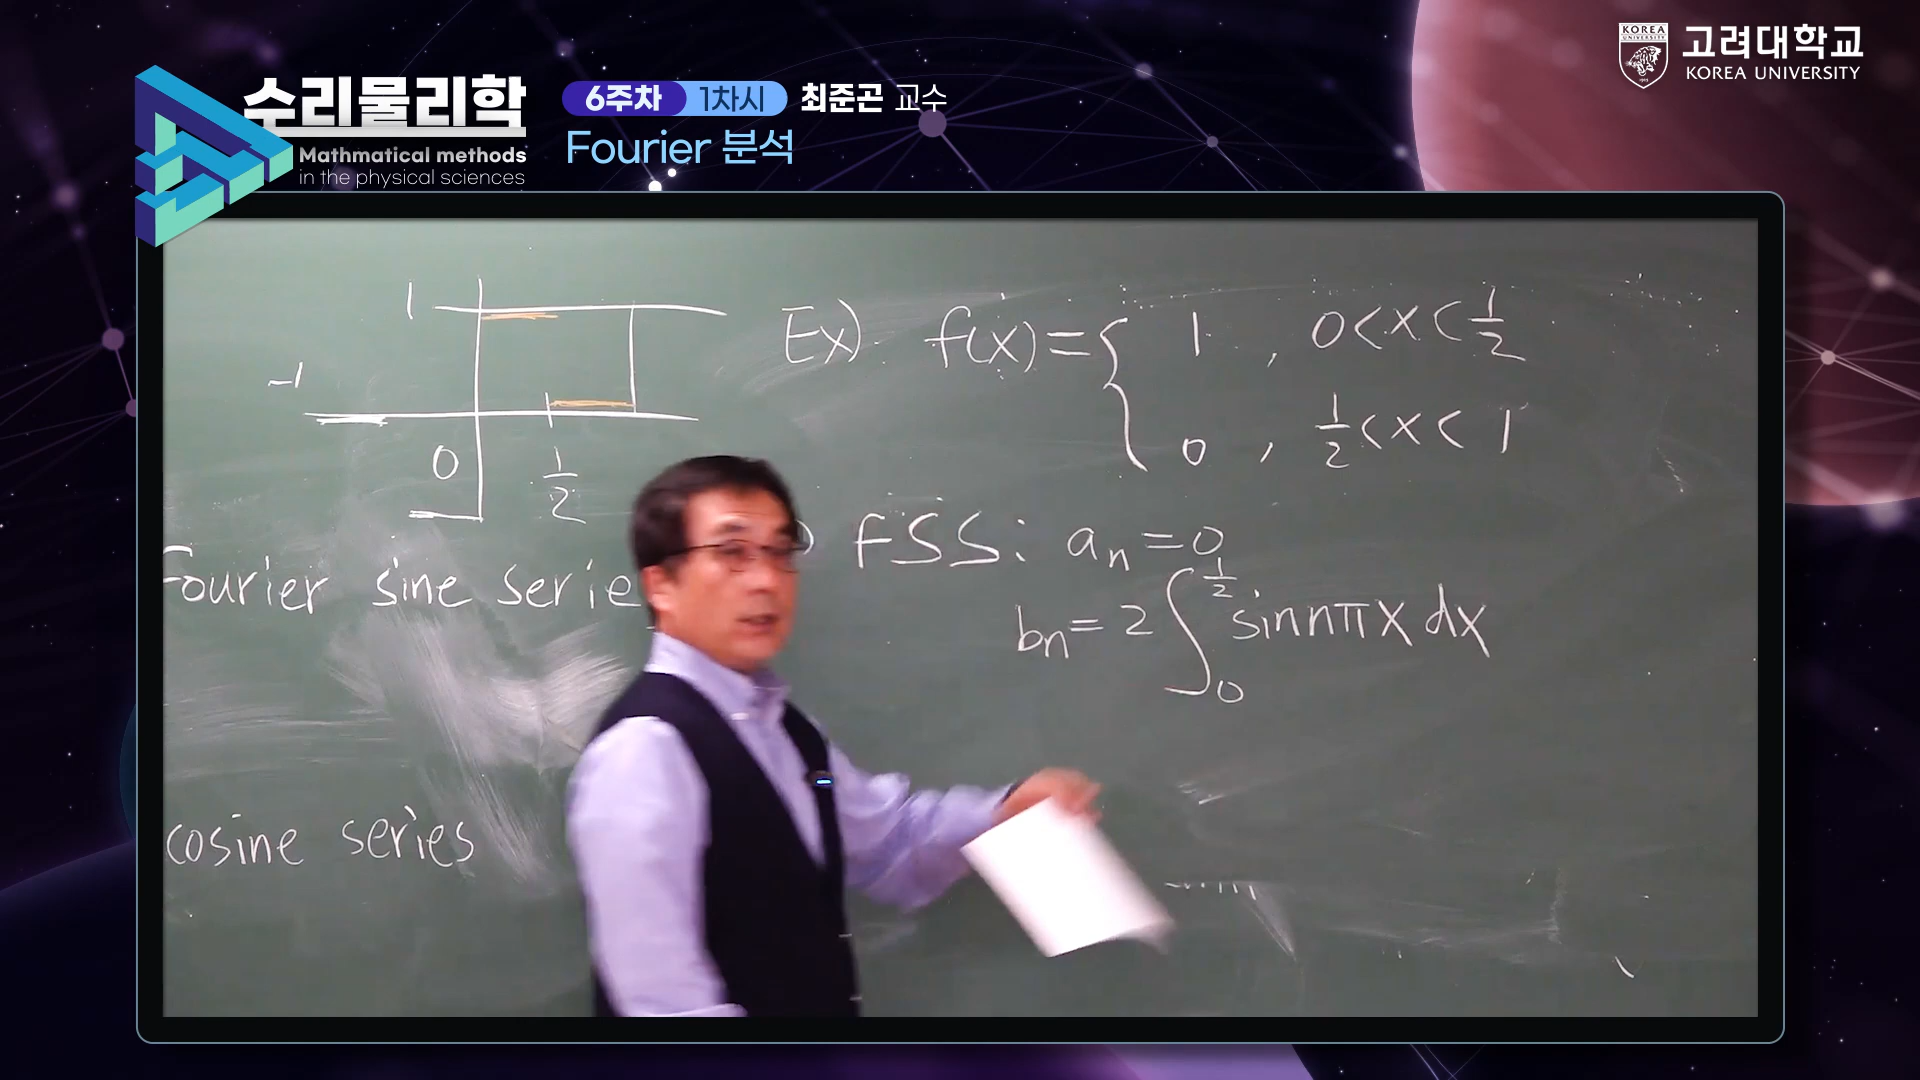 수리물리학
Mathmatical methods
in the physical sciences
6주차 1차시 최준곤 교수
Fourier 분석
KOREA
UNIVERSITY
고려대학교
KOREA UNIVERSITY
1
-1
0
1/2
Fourier sine serie
cosine series
Ex) f(x)= { 1 , 0<x<1/2
0 , 1/2<x<1
) FSS: an=0
bn=2∫₀^{1/2} sin nπx dx